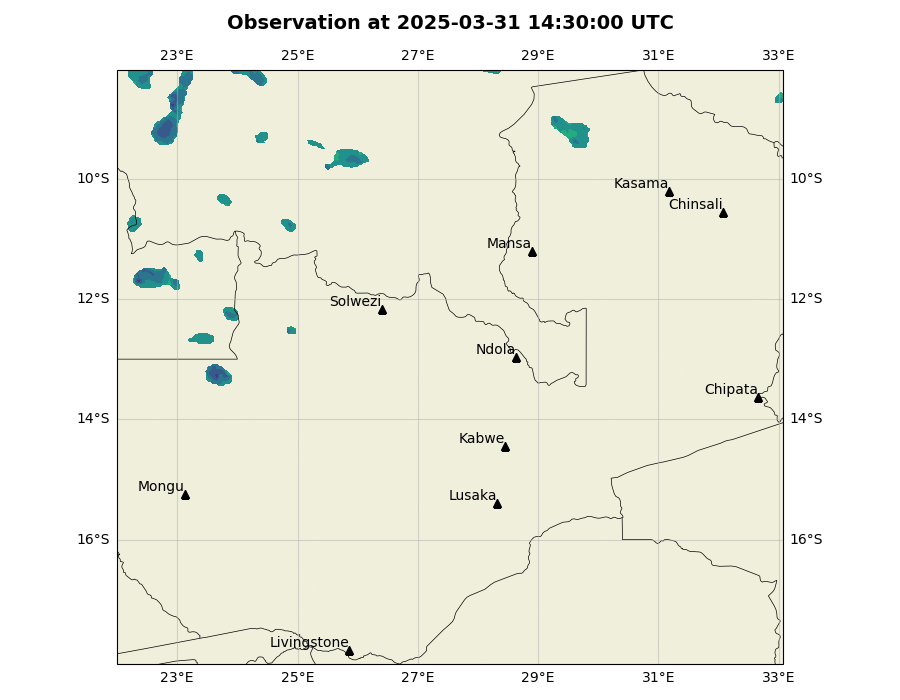 Observation at 2025-03-31 14:30:00 UTC
23°E 25°E 27°E 29°E 31°E 33°E
10°S 10°S
Kasama
Chinsali
Mansa
12°S 12°S
Solwezi
Ndola
Chipata
14°S 14°S
Kabwe
Mongu
Lusaka
16°S 16°S
Livingstone
23°E 25°E 27°E 29°E 31°E 33°E